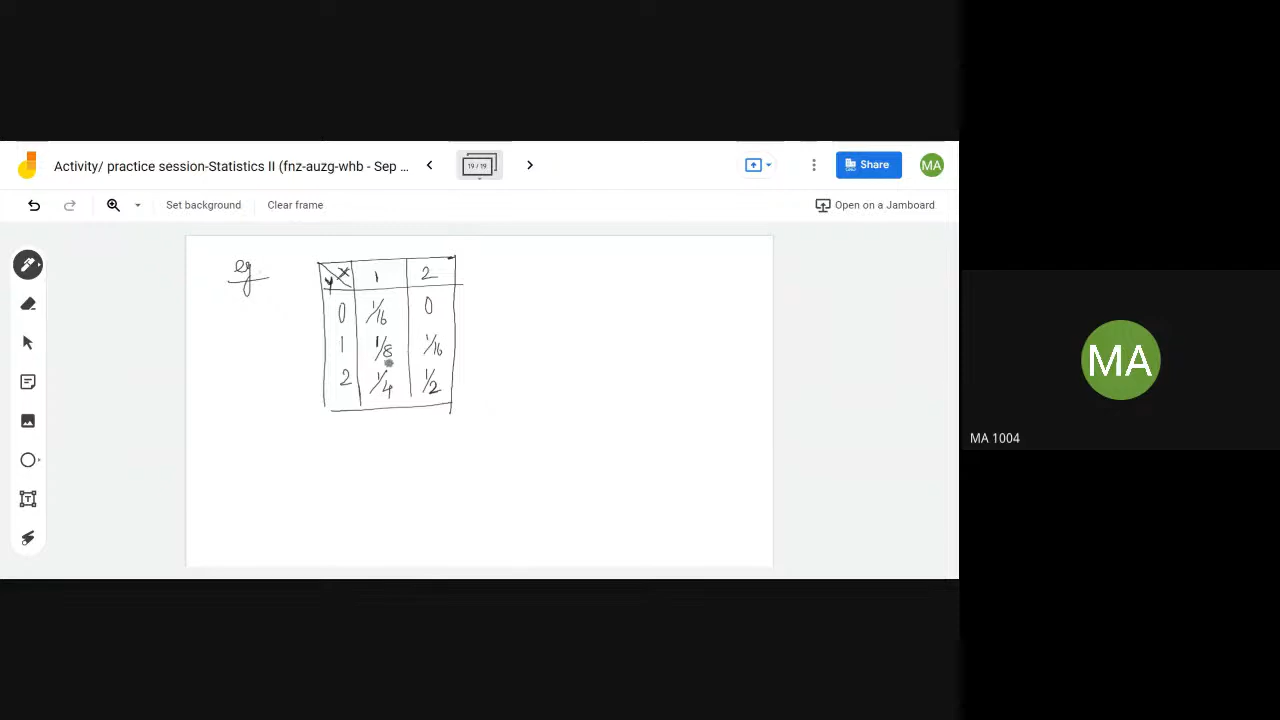 Activity/ practice session-Statistics II (fnz-auzg-whb - Sep ...
19 / 19
Share
MA
Set background
Clear frame
Open on a Jamboard
eg
Y X 1 2
0 1/16 0
1 1/8 1/16
2 1/4 1/2
MA
MA 1004